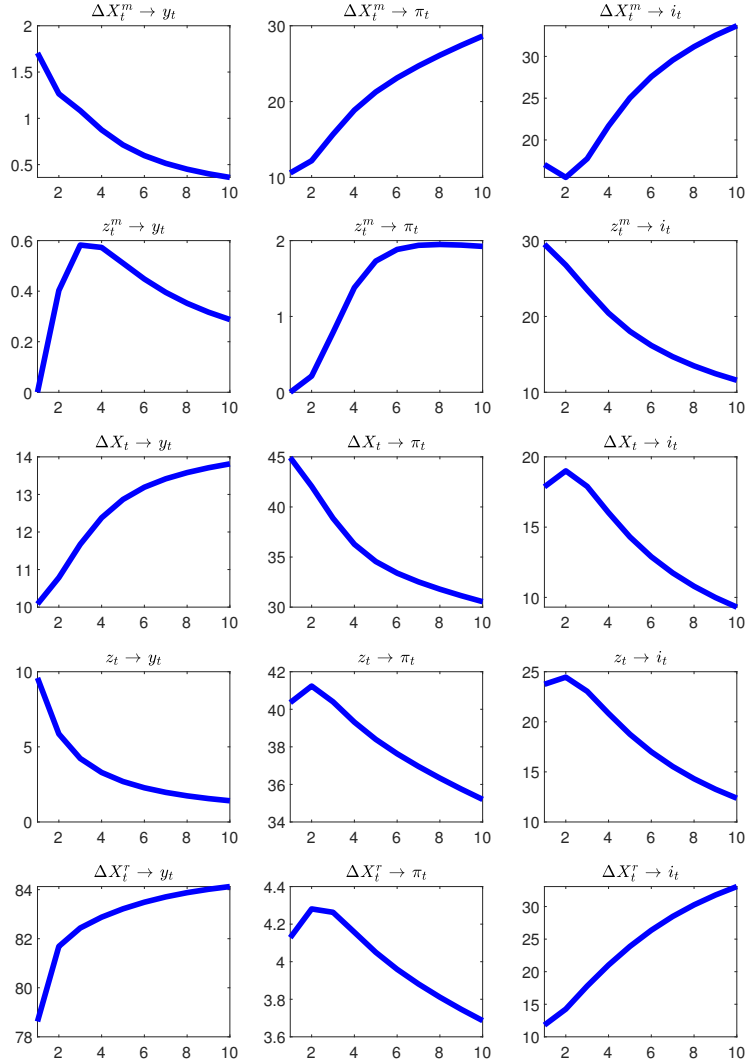 ΔX_t^m → y_t ΔX_t^m → π_t ΔX_t^m → i_t
2 30
1.5 30
25
1 20
20
0.5
10
2 4 6 8 10 2 4 6 8 10 2 4 6 8 10
z_t^m → y_t z_t^m → π_t z_t^m → i_t
0.6 2 30
0.4
1 20
0.2
0 0 10
2 4 6 8 10 2 4 6 8 10 2 4 6 8 10
ΔX_t → y_t ΔX_t → π_t ΔX_t → i_t
14 45 20
13
40
15
12
35
11
10
10 30
2 4 6 8 10 2 4 6 8 10 2 4 6 8 10
z_t → y_t z_t → π_t z_t → i_t
10 42 25
40
20
5
38
15
36
0 34 10
2 4 6 8 10 2 4 6 8 10 2 4 6 8 10
ΔX_t^r → y_t ΔX_t^r → π_t ΔX_t^r → i_t
84 4.4
30
4.2
82 25
4
20
80
3.8
15
78 3.6 10
2 4 6 8 10 2 4 6 8 10 2 4 6 8 10